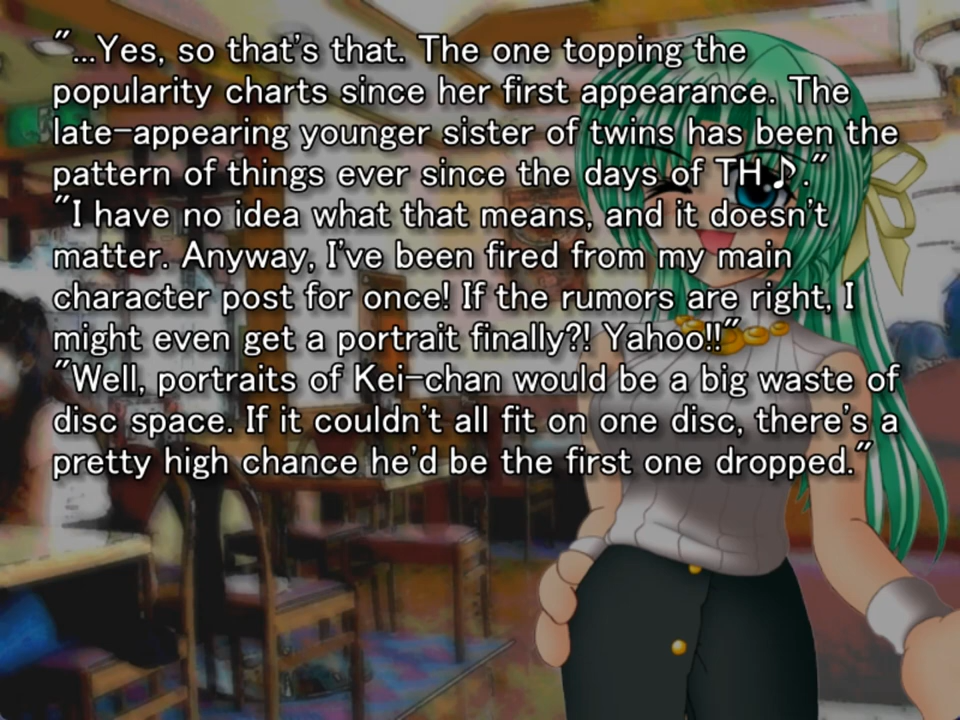 "...Yes, so that's that. The one topping the
popularity charts since her first appearance. The
late-appearing younger sister of twins has been the
pattern of things ever since the days of TH♪."
"I have no idea what that means, and it doesn't
matter. Anyway, I've been fired from my main
character post for once! If the rumors are right, I
might even get a portrait finally?! Yahoo!!"
"Well, portraits of Kei-chan would be a big waste of
disc space. If it couldn't all fit on one disc, there's a
pretty high chance he'd be the first one dropped."